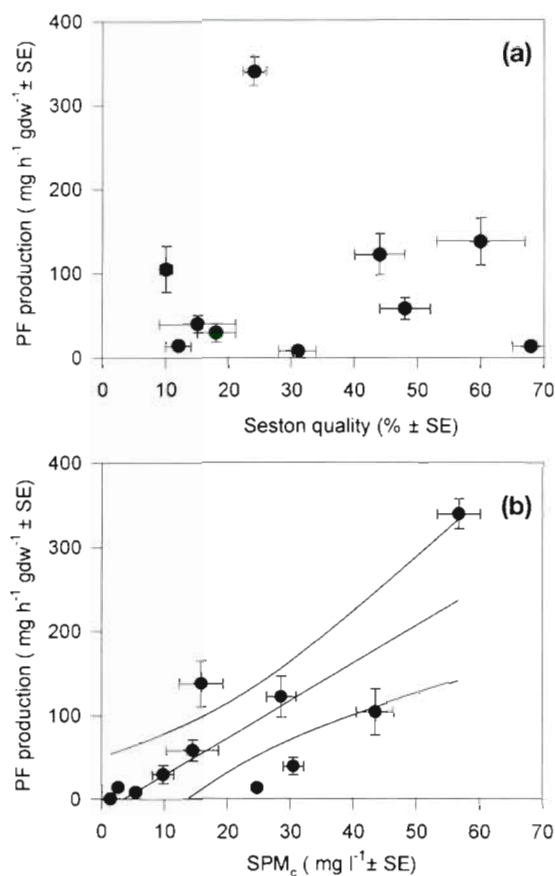 (a)
PF production ( mg h⁻¹ gdw⁻¹ ± SE)
400
300
200
100
0
0 10 20 30 40 50 60 70
Seston quality (% ± SE)
(b)
PF production ( mg h⁻¹ gdw⁻¹ ± SE)
400
300
200
100
0
0 10 20 30 40 50 60 70
SPM꜀ ( mg l⁻¹ ± SE)